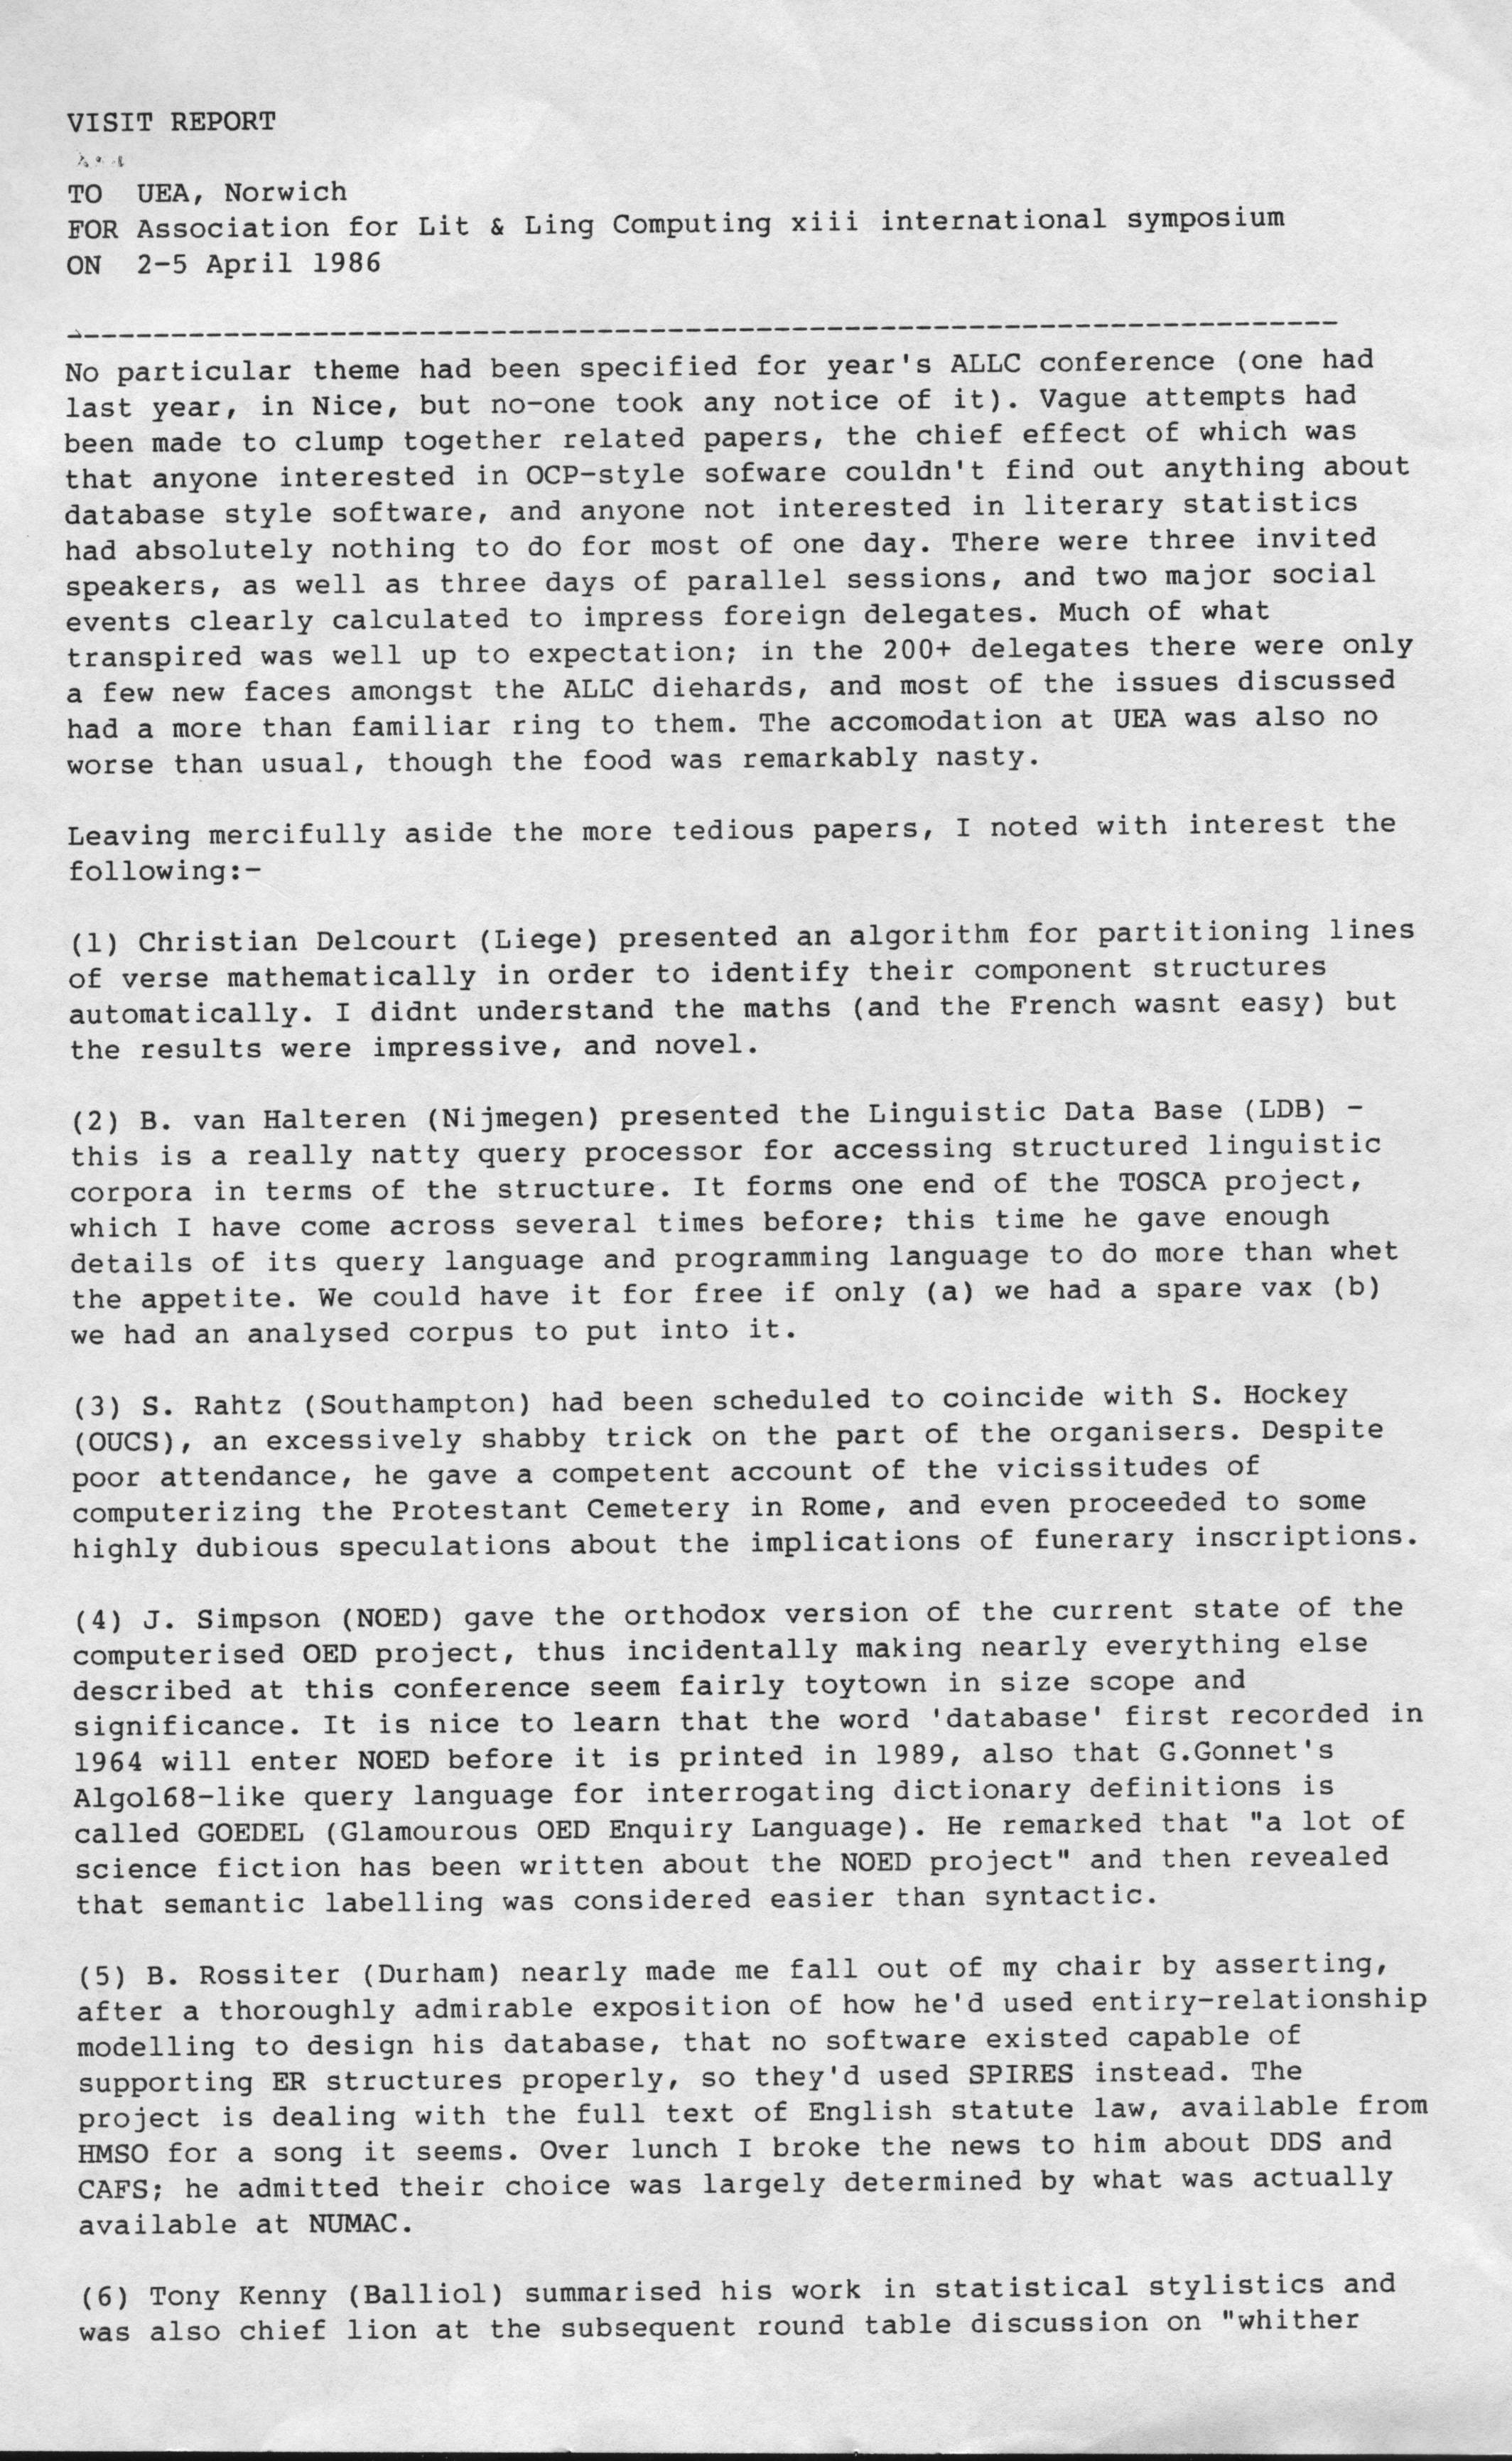 VISIT REPORT
TO UEA, Norwich
FOR Association for Lit & Ling Computing xiii international symposium
ON 2-5 April 1986
------------------------------------------------------------------------
No particular theme had been specified for year's ALLC conference (one had
last year, in Nice, but no-one took any notice of it). Vague attempts had
been made to clump together related papers, the chief effect of which was
that anyone interested in OCP-style sofware couldn't find out anything about
database style software, and anyone not interested in literary statistics
had absolutely nothing to do for most of one day. There were three invited
speakers, as well as three days of parallel sessions, and two major social
events clearly calculated to impress foreign delegates. Much of what
transpired was well up to expectation; in the 200+ delegates there were only
a few new faces amongst the ALLC diehards, and most of the issues discussed
had a more than familiar ring to them. The accomodation at UEA was also no
worse than usual, though the food was remarkably nasty.
Leaving mercifully aside the more tedious papers, I noted with interest the
following:-
(1) Christian Delcourt (Liege) presented an algorithm for partitioning lines
of verse mathematically in order to identify their component structures
automatically. I didnt understand the maths (and the French wasnt easy) but
the results were impressive, and novel.
(2) B. van Halteren (Nijmegen) presented the Linguistic Data Base (LDB) -
this is a really natty query processor for accessing structured linguistic
corpora in terms of the structure. It forms one end of the TOSCA project,
which I have come across several times before; this time he gave enough
details of its query language and programming language to do more than whet
the appetite. We could have it for free if only (a) we had a spare vax (b)
we had an analysed corpus to put into it.
(3) S. Rahtz (Southampton) had been scheduled to coincide with S. Hockey
(OUCS), an excessively shabby trick on the part of the organisers. Despite
poor attendance, he gave a competent account of the vicissitudes of
computerizing the Protestant Cemetery in Rome, and even proceeded to some
highly dubious speculations about the implications of funerary inscriptions.
(4) J. Simpson (NOED) gave the orthodox version of the current state of the
computerised OED project, thus incidentally making nearly everything else
described at this conference seem fairly toytown in size scope and
significance. It is nice to learn that the word 'database' first recorded in
1964 will enter NOED before it is printed in 1989, also that G.Gonnet's
Algol68-like query language for interrogating dictionary definitions is
called GOEDEL (Glamourous OED Enquiry Language). He remarked that "a lot of
science fiction has been written about the NOED project" and then revealed
that semantic labelling was considered easier than syntactic.
(5) B. Rossiter (Durham) nearly made me fall out of my chair by asserting,
after a thoroughly admirable exposition of how he'd used entiry-relationship
modelling to design his database, that no software existed capable of
supporting ER structures properly, so they'd used SPIRES instead. The
project is dealing with the full text of English statute law, available from
HMSO for a song it seems. Over lunch I broke the news to him about DDS and
CAFS; he admitted their choice was largely determined by what was actually
available at NUMAC.
(6) Tony Kenny (Balliol) summarised his work in statistical stylistics and
was also chief lion at the subsequent round table discussion on "whither